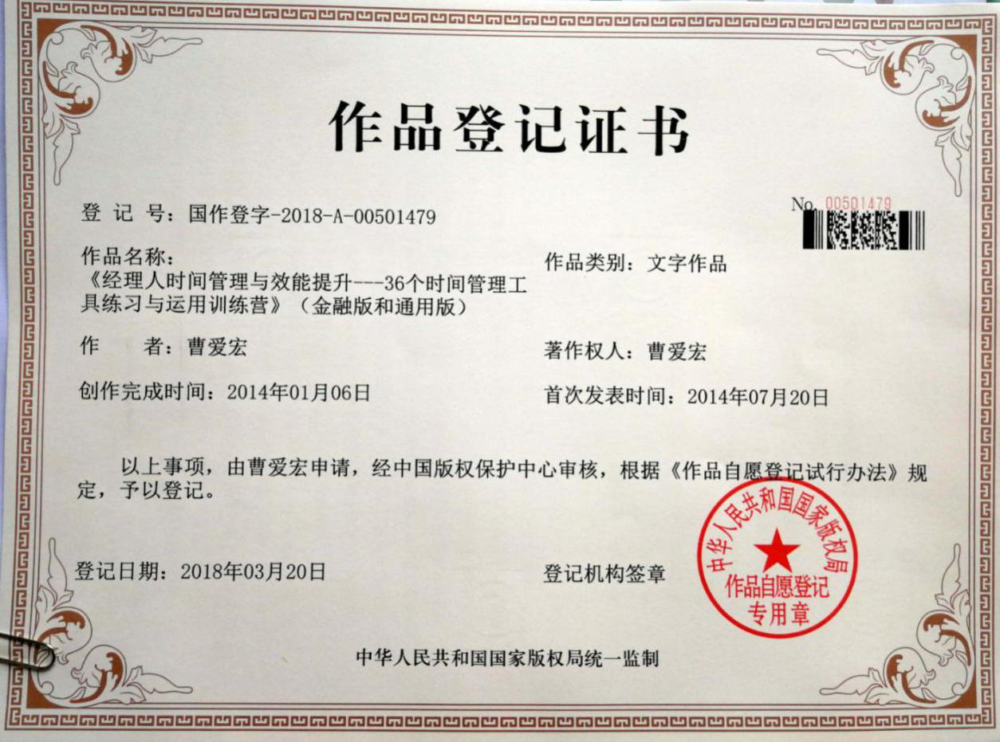 作品登记证书
No. 00501479
登 记 号：国作登字-2018-A-00501479
作品名称：
《经理人时间管理与效能提升---36个时间管理工
具练习与运用训练营》（金融版和通用版）
作品类别：文字作品
作　　者：曹爱宏
著作权人：曹爱宏
创作完成时间：2014年01月06日
首次发表时间：2014年07月20日
以上事项，由曹爱宏申请，经中国版权保护中心审核，根据《作品自愿登记试行办法》规
定，予以登记。
登记日期：2018年03月20日
登记机构签章
中华人民共和国国家版权局
作品自愿登记
专用章
中华人民共和国国家版权局统一监制